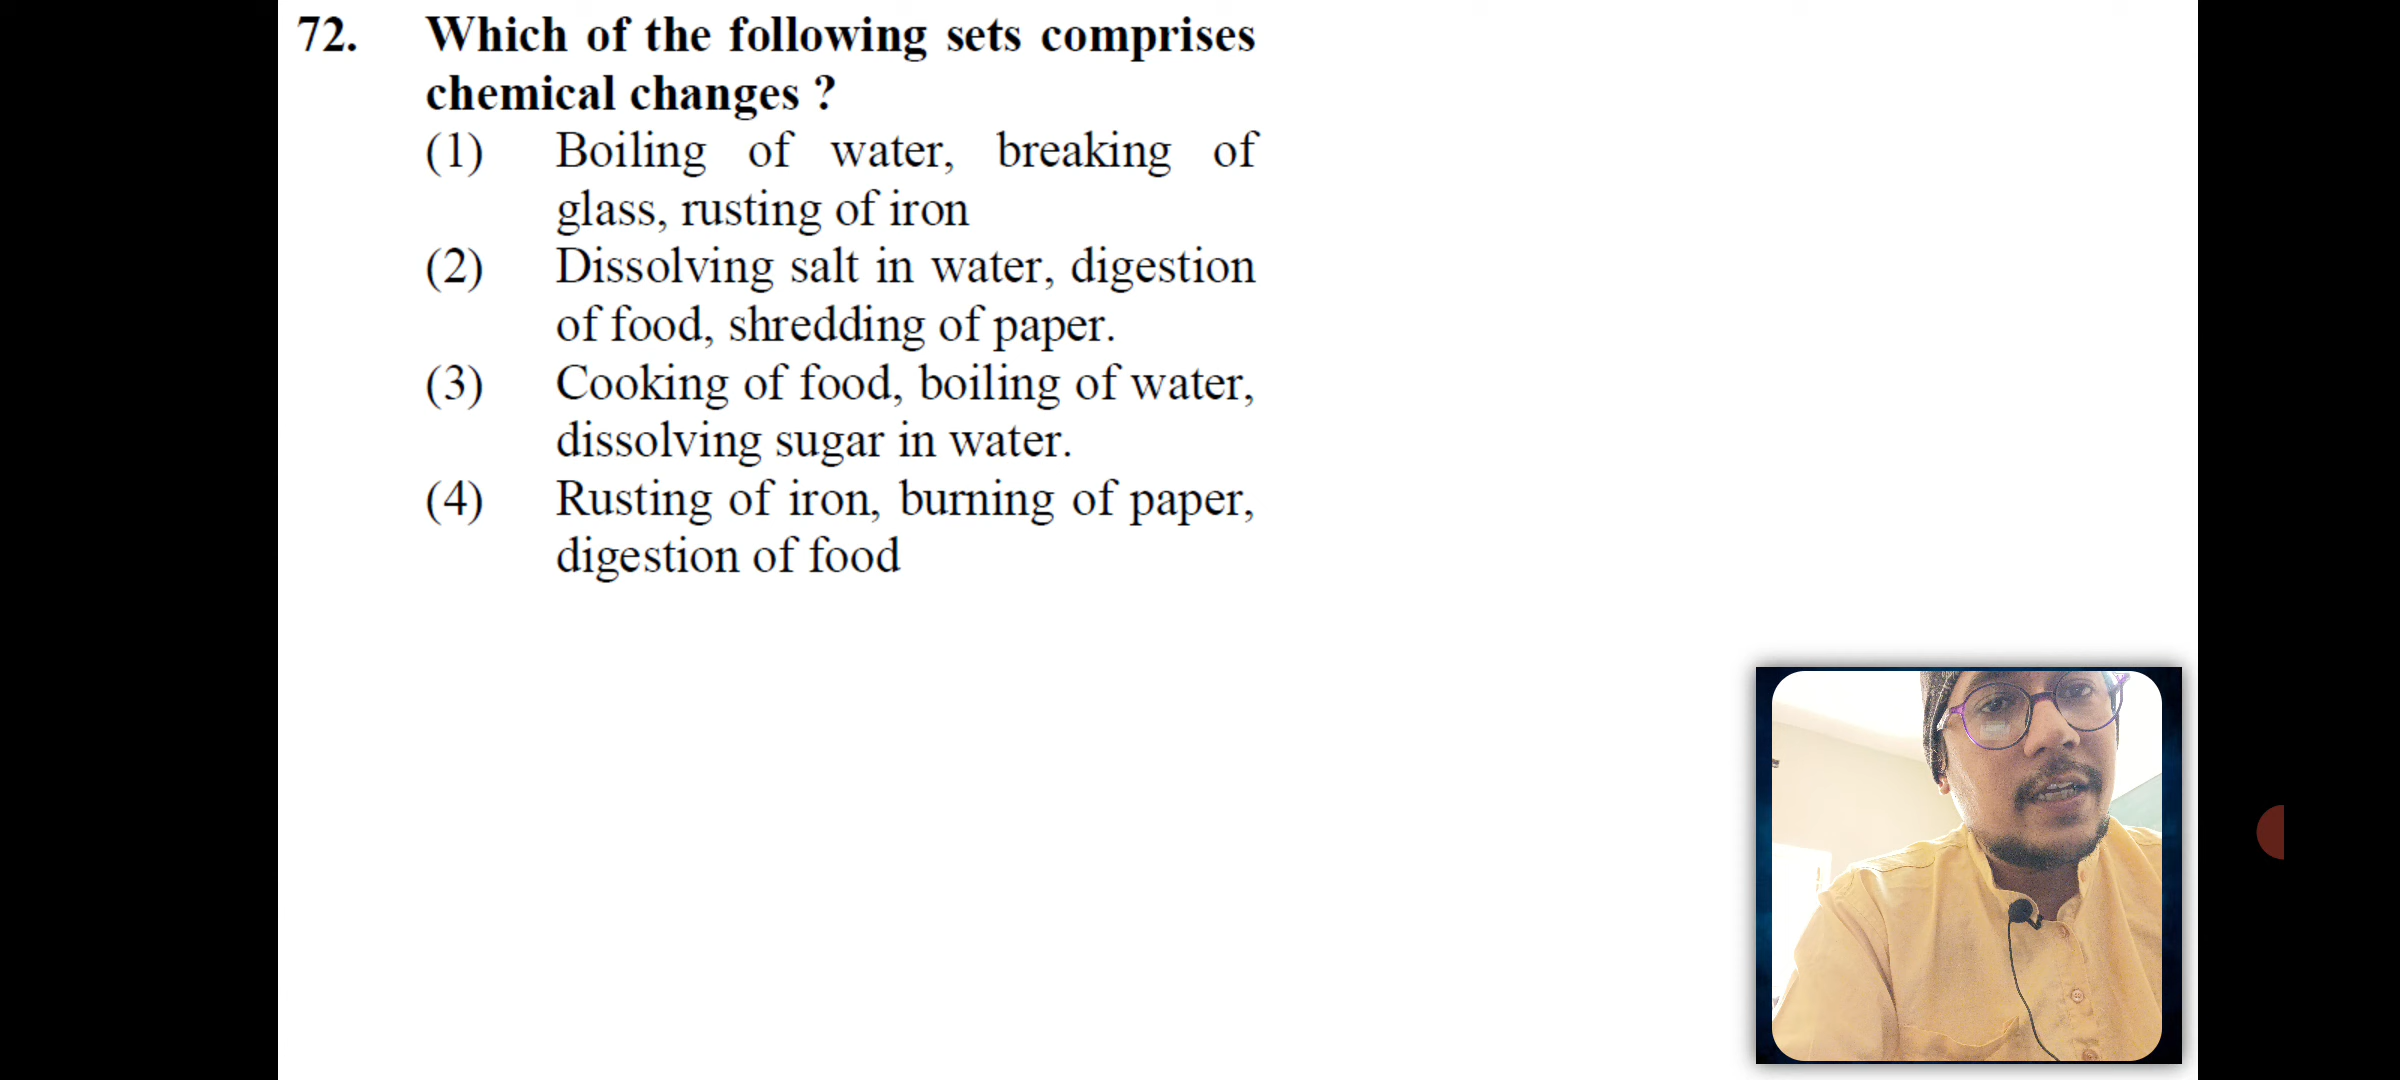 72. Which of the following sets comprises
chemical changes ?
(1) Boiling of water, breaking of
glass, rusting of iron
(2) Dissolving salt in water, digestion
of food, shredding of paper.
(3) Cooking of food, boiling of water,
dissolving sugar in water.
(4) Rusting of iron, burning of paper,
digestion of food